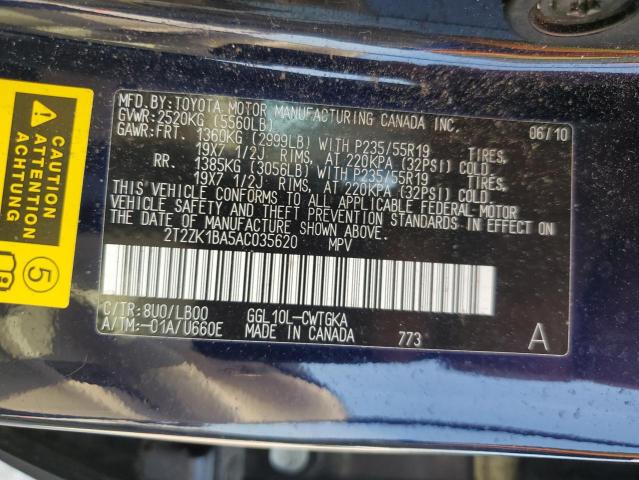 MFD.BY:TOYOTA MOTOR MANUFACTURING CANADA INC. 06/10
GVWR:2520KG (5560LB)
GAWR:FRT. 1360KG (2999LB) WITH P235/55R19 TIRES.
19X7 1/2J RIMS, AT 220KPA (32PSI) COLD
RR. 1385KG (3056LB) WITH P235/55R19 TIRES.
19X7 1/2J RIMS, AT 220KPA (32PSI) COLD.
THIS VEHICLE CONFORMS TO ALL APPLICABLE FEDERAL MOTOR
VEHICLE SAFETY AND THEFT PREVENTION STANDARDS IN EFFECT ON
THE DATE OF MANUFACTURE SHOWN ABOVE.
2T2ZK1BA5AC035620 MPV
C/TR:8U0/LB00 GGL10L-CWTGKA
A/TM:-01A/U660E MADE IN CANADA 773 A
CAUTION
ATTENTION
ACHTUNG
5